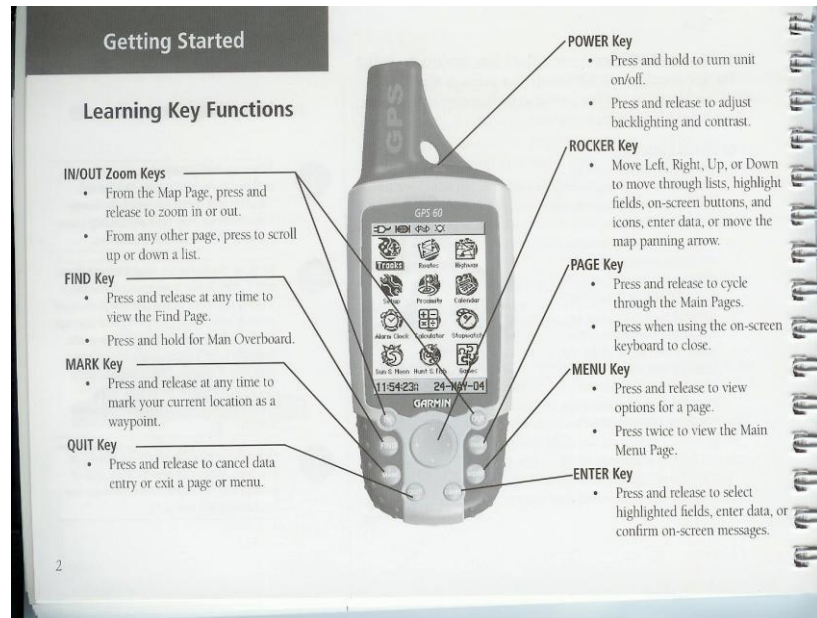 Getting Started
Learning Key Functions
IN/OUT Zoom Keys
• From the Map Page, press and
release to zoom in or out.
• From any other page, press to scroll
up or down a list.
FIND Key
• Press and release at any time to
view the Find Page.
• Press and hold for Man Overboard.
MARK Key
• Press and release at any time to
mark your current location as a
waypoint.
QUIT Key
• Press and release to cancel data
entry or exit a page or menu.
2
GPS
GPS 60
Tracks Routes Highway
Setup Proximity Calendar
Alarm Clock Calculator Stopwatch
Sun & Moon Hunt & Fish Games
24-MAY-04
GARMIN
POWER Key
• Press and hold to turn unit
on/off.
• Press and release to adjust
backlighting and contrast.
ROCKER Key
• Move Left, Right, Up, or Down
to move through lists, highlight
fields, on-screen buttons, and
icons, enter data, or move the
map panning arrow.
PAGE Key
• Press and release to cycle
through the Main Pages.
• Press when using the on-screen
keyboard to close.
MENU Key
• Press and release to view
options for a page.
• Press twice to view the Main
Menu Page.
ENTER Key
• Press and release to select
highlighted fields, enter data, or
confirm on-screen messages.